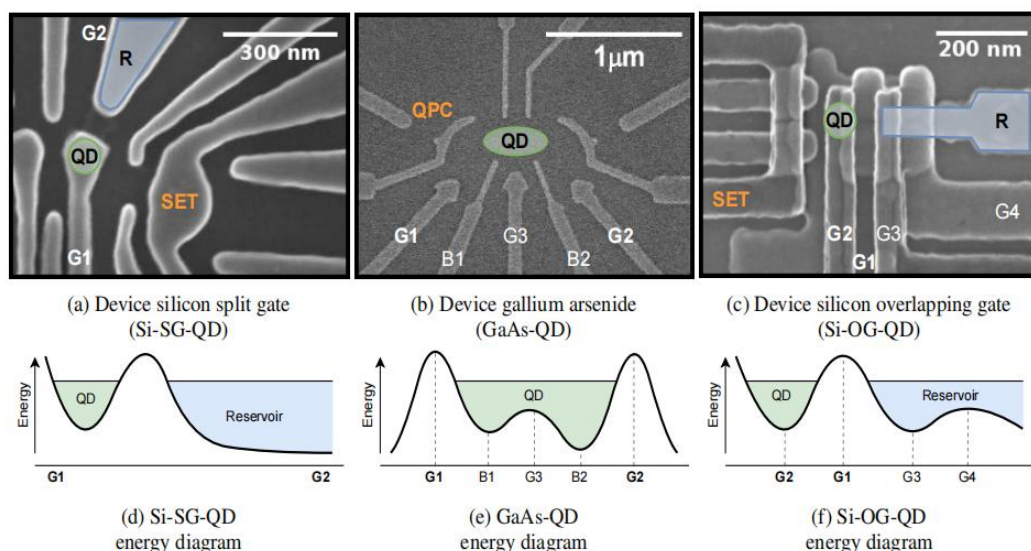 G2
R
300 nm
QD
SET
G1
1μm
QPC
QD
G1
B1
G3
B2
G2
200 nm
QD
R
SET
G2
G1
G3
G4
(a) Device silicon split gate
(Si-SG-QD)
(b) Device gallium arsenide
(GaAs-QD)
(c) Device silicon overlapping gate
(Si-OG-QD)
Energy
QD
Reservoir
G1
G2
Energy
QD
G1
B1
G3
B2
G2
Energy
QD
Reservoir
G2
G1
G3
G4
(d) Si-SG-QD
energy diagram
(e) GaAs-QD
energy diagram
(f) Si-OG-QD
energy diagram